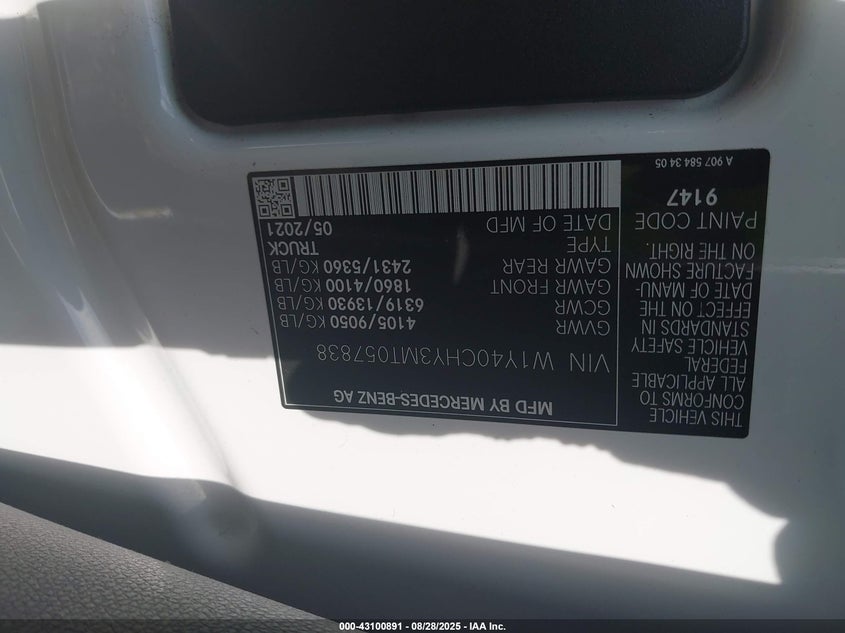 MFD BY MERCEDES-BENZ AG
VIN W1Y40CHY3MT057838
GVWR 4105/9050 KG/LB
GCWR 6319/13930 KG/LB
GAWR FRONT 1860/4100 KG/LB
GAWR REAR 2431/5360 KG/LB
TYPE TRUCK
DATE OF MFD 05/2021
THIS VEHICLE
CONFORMS TO
ALL APPLICABLE
FEDERAL
VEHICLE SAFETY
STANDARDS IN
EFFECT ON THE
DATE OF MANU-
FACTURE SHOWN
ON THE RIGHT.
PAINT CODE
9147
A 907 584 34 05
000-43100891 - 08/28/2025 - IAA Inc.